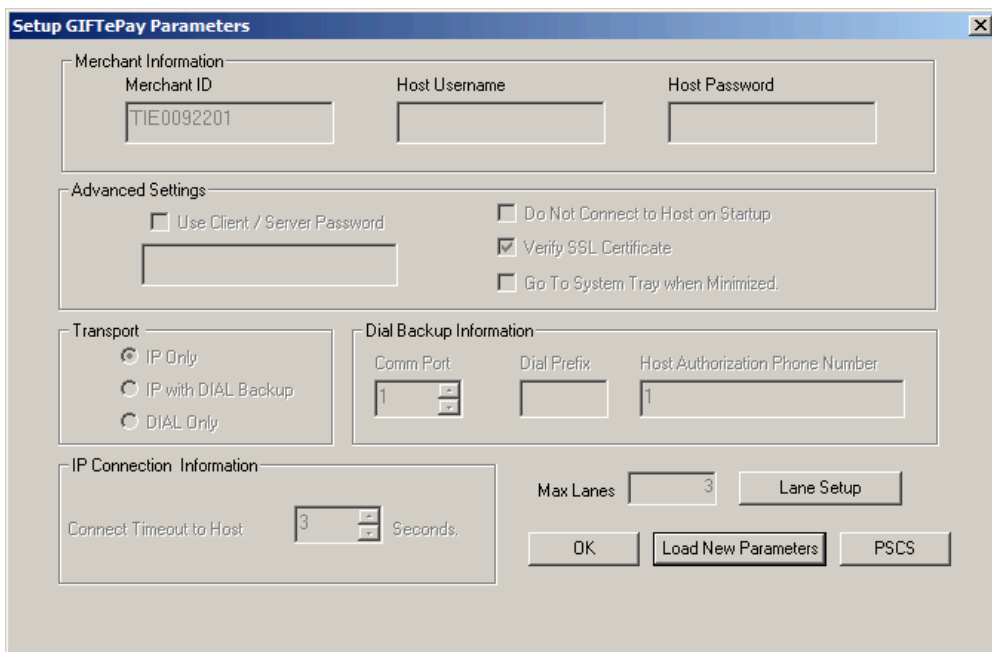 Setup GIFTePay Parameters
Merchant Information
Merchant ID Host Username Host Password
TIE0092201
Advanced Settings
Use Client / Server Password
Do Not Connect to Host on Startup
Verify SSL Certificate
Go To System Tray when Minimized.
Transport
IP Only
IP with DIAL Backup
DIAL Only
Dial Backup Information
Comm Port Dial Prefix Host Authorization Phone Number
1 1
IP Connection Information
Connect Timeout to Host 3 Seconds.
Max Lanes 3 Lane Setup
OK Load New Parameters PSCS